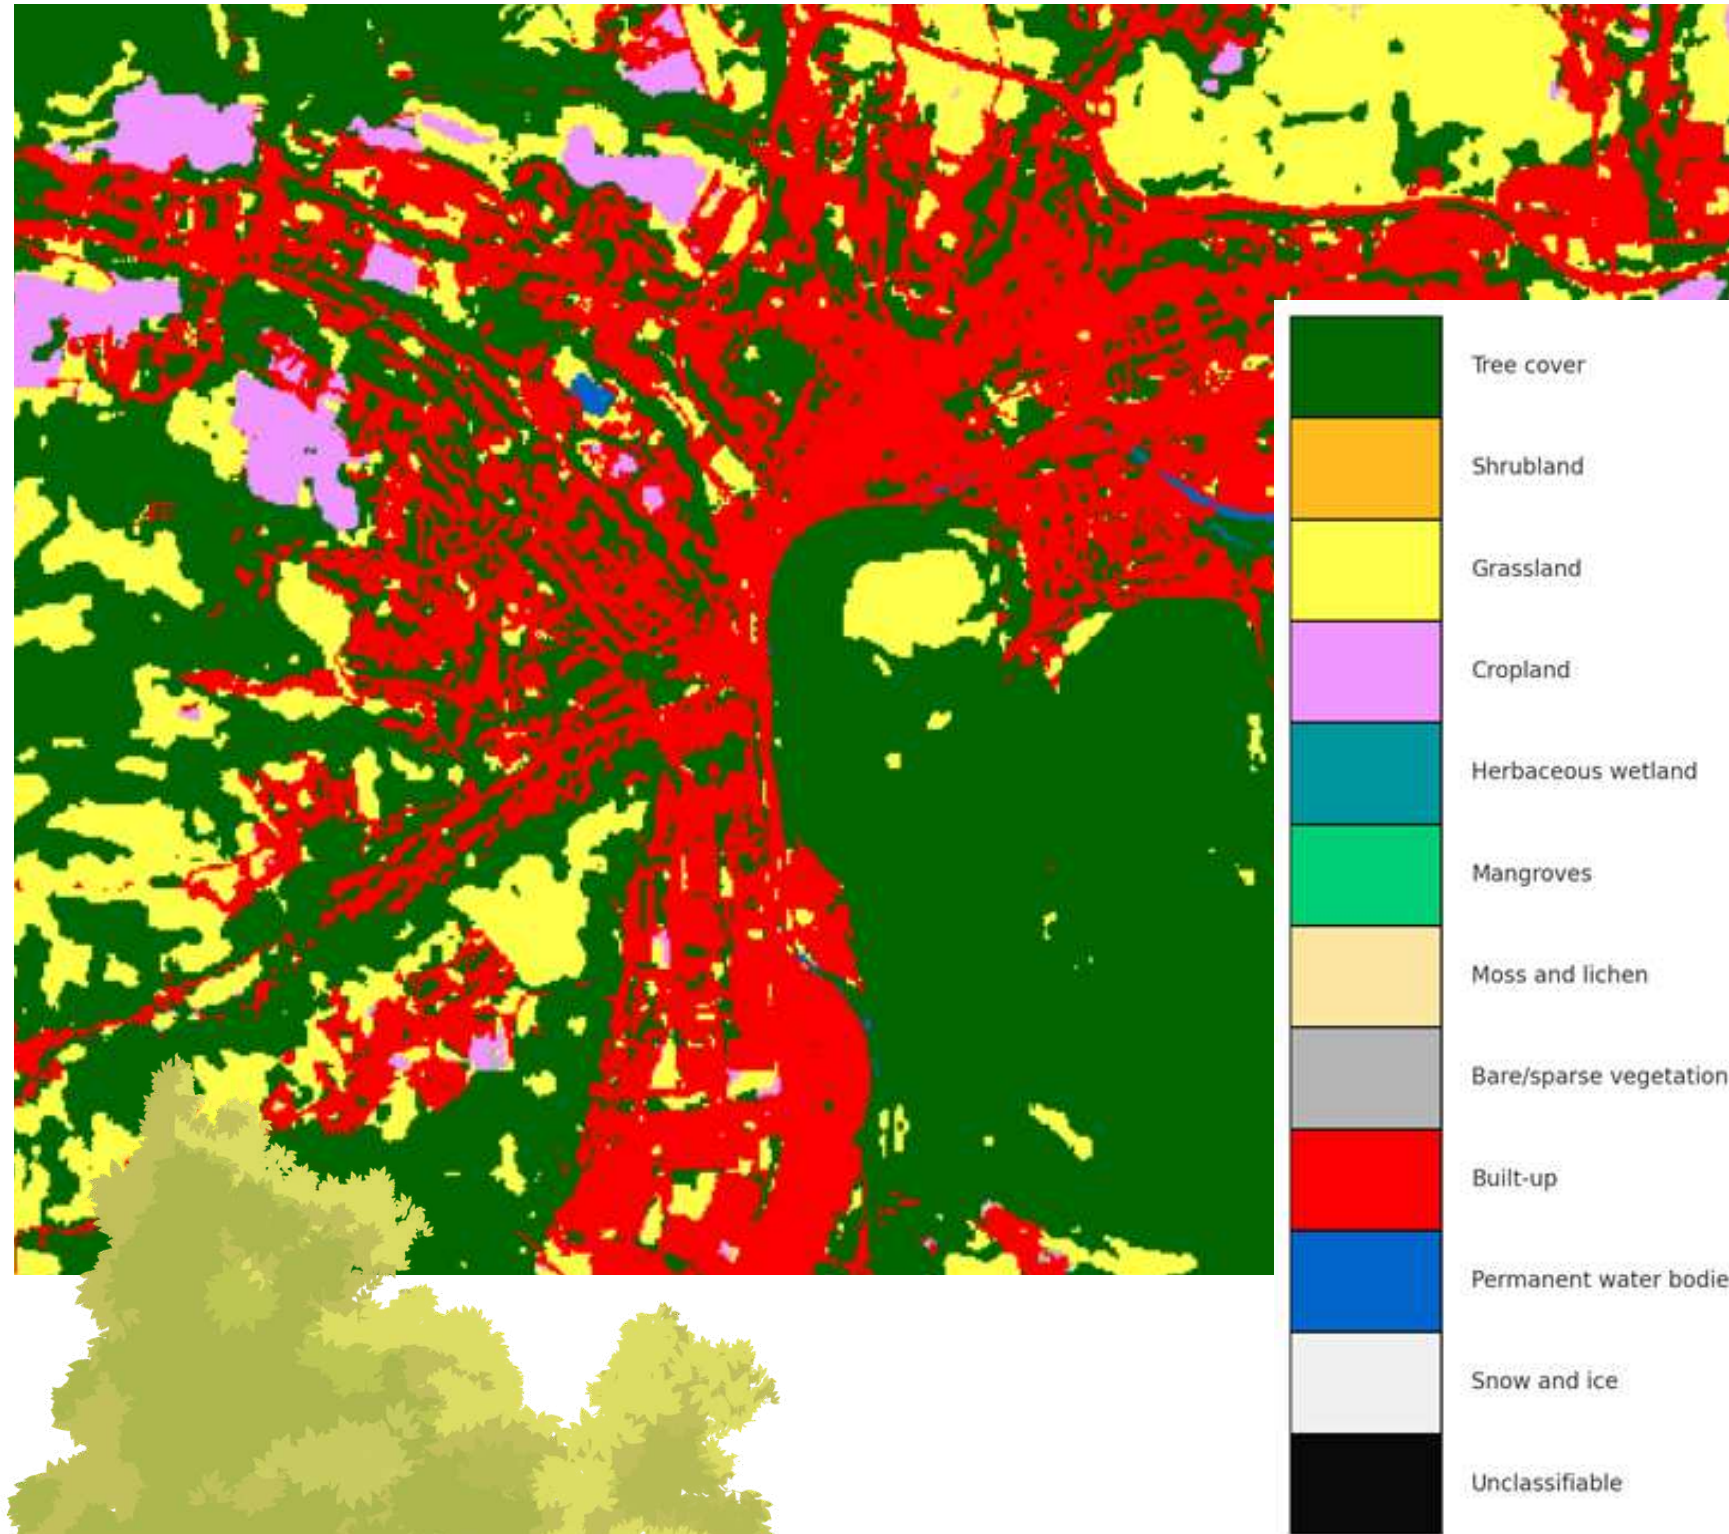 Tree cover
Shrubland
Grassland
Cropland
Herbaceous wetland
Mangroves
Moss and lichen
Bare/sparse vegetation
Built-up
Permanent water bodie
Snow and ice
Unclassifiable